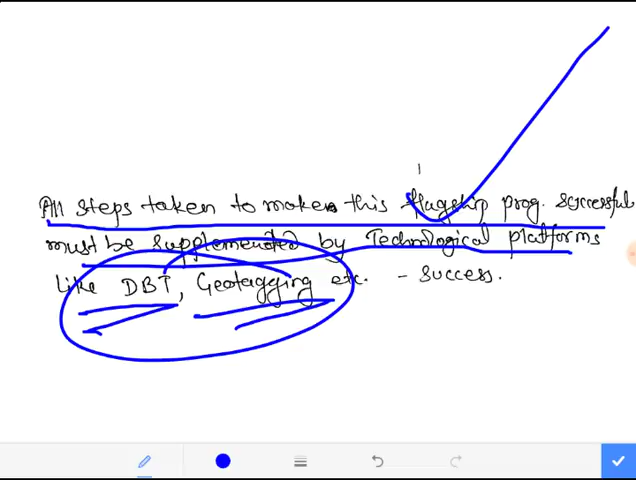 All steps taken to make this flagship prog. successful
must be supplemented by Technological platforms
like DBT, Geotagging etc. - success.